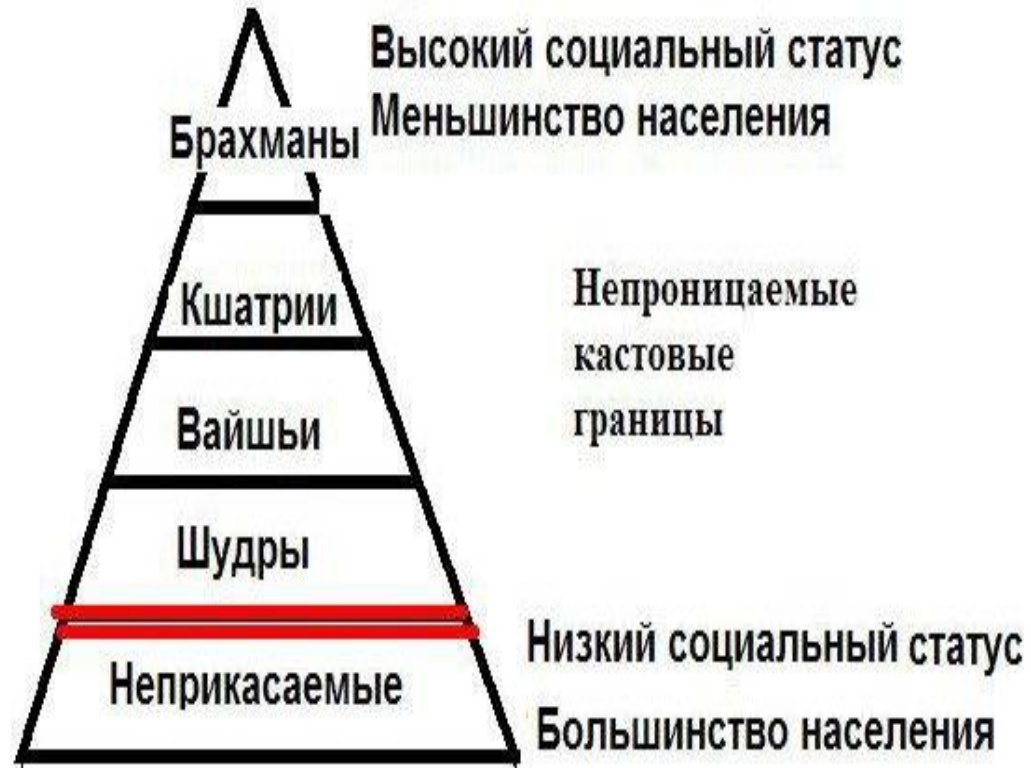 Высокий социальный статус
Меньшинство населения
Брахманы
Кшатрии
Непроницаемые
кастовые
границы
Вайшьи
Шудры
Низкий социальный статус
Неприкасаемые
Большинство населения